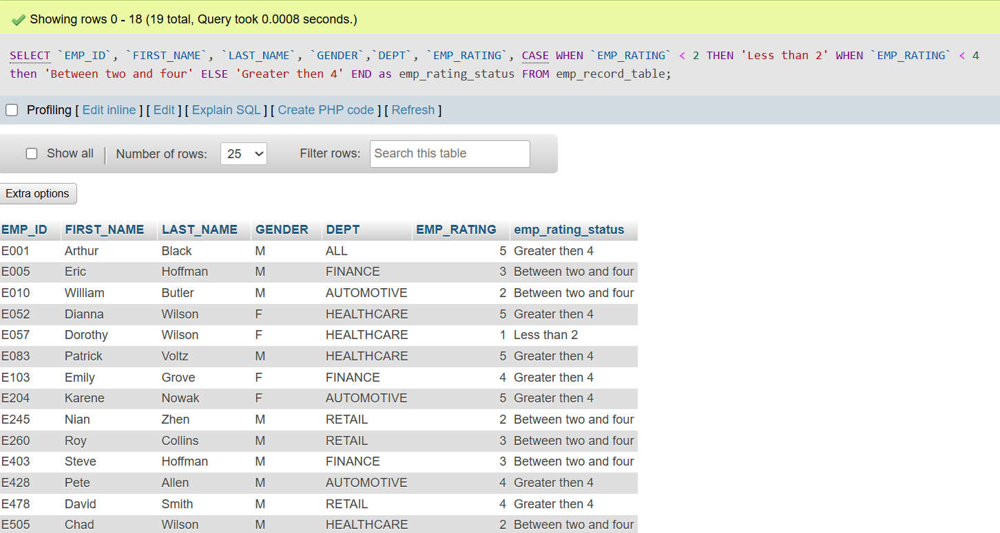 Showing rows 0 - 18 (19 total, Query took 0.0008 seconds.)
SELECT `EMP_ID`, `FIRST_NAME`, `LAST_NAME`, `GENDER`,`DEPT`, `EMP_RATING`, CASE WHEN `EMP_RATING` < 2 THEN 'Less than 2' WHEN `EMP_RATING` < 4
then 'Between two and four' ELSE 'Greater then 4' END as emp_rating_status FROM emp_record_table;
Profiling [ Edit inline ] [ Edit ] [ Explain SQL ] [ Create PHP code ] [ Refresh ]
Show all | Number of rows: 25 Filter rows: Search this table
Extra options
EMP_ID FIRST_NAME LAST_NAME GENDER DEPT EMP_RATING emp_rating_status
E001 Arthur Black M ALL 5 Greater then 4
E005 Eric Hoffman M FINANCE 3 Between two and four
E010 William Butler M AUTOMOTIVE 2 Between two and four
E052 Dianna Wilson F HEALTHCARE 5 Greater then 4
E057 Dorothy Wilson F HEALTHCARE 1 Less than 2
E083 Patrick Voltz M HEALTHCARE 5 Greater then 4
E103 Emily Grove F FINANCE 4 Greater then 4
E204 Karene Nowak F AUTOMOTIVE 5 Greater then 4
E245 Nian Zhen M RETAIL 2 Between two and four
E260 Roy Collins M RETAIL 3 Between two and four
E403 Steve Hoffman M FINANCE 3 Between two and four
E428 Pete Allen M AUTOMOTIVE 4 Greater then 4
E478 David Smith M RETAIL 4 Greater then 4
E505 Chad Wilson M HEALTHCARE 2 Between two and four